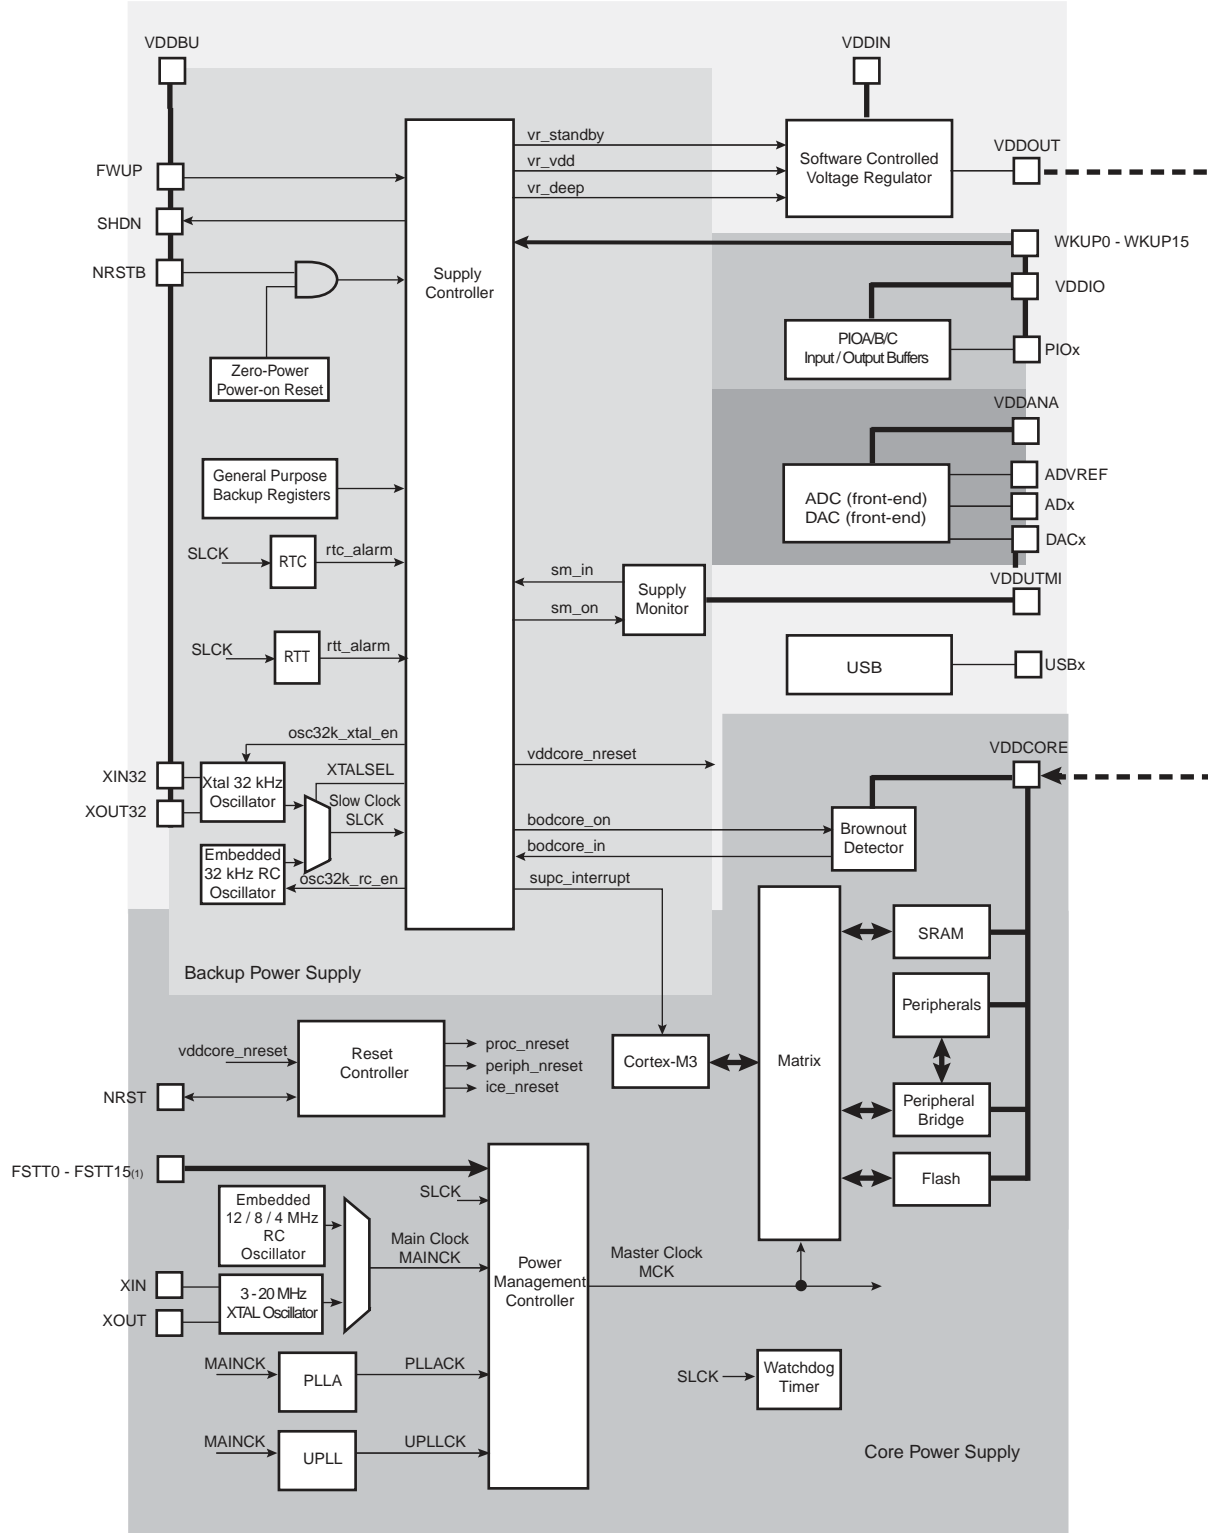 VDDBU
VDDIN
FWUP
vr_standby
vr_vdd
vr_deep
Software Controlled
Voltage Regulator
VDDOUT
SHDN
NRSTB
Supply
Controller
WKUP0 - WKUP15
VDDIO
PIOA/B/C
Input / Output Buffers
PIOx
Zero-Power
Power-on Reset
VDDANA
General Purpose
Backup Registers
ADC (front-end)
DAC (front-end)
ADVREF
ADx
DACx
SLCK
RTC
rtc_alarm
sm_in
sm_on
Supply
Monitor
VDDUTMI
SLCK
RTT
rtt_alarm
USB
USBx
osc32k_xtal_en
vddcore_nreset
VDDCORE
XIN32
XOUT32
Xtal 32 kHz
Oscillator
XTALSEL
Slow Clock
SLCK
bodcore_on
bodcore_in
Brownout
Detector
Embedded
32 kHz RC
Oscillator
osc32k_rc_en
supc_interrupt
SRAM
Backup Power Supply
Peripherals
vddcore_nreset
Reset
Controller
proc_nreset
periph_nreset
ice_nreset
Cortex-M3
Matrix
NRST
Peripheral
Bridge
FSTT0 - FSTT15(1)
Flash
SLCK
Embedded
12 / 8 / 4 MHz
RC
Oscillator
Main Clock
MAINCK
Power
Management
Controller
Master Clock
MCK
XIN
XOUT
3 - 20 MHz
XTAL Oscillator
MAINCK
PLLA
PLLACK
SLCK
Watchdog
Timer
MAINCK
UPLL
UPLLCK
Core Power Supply